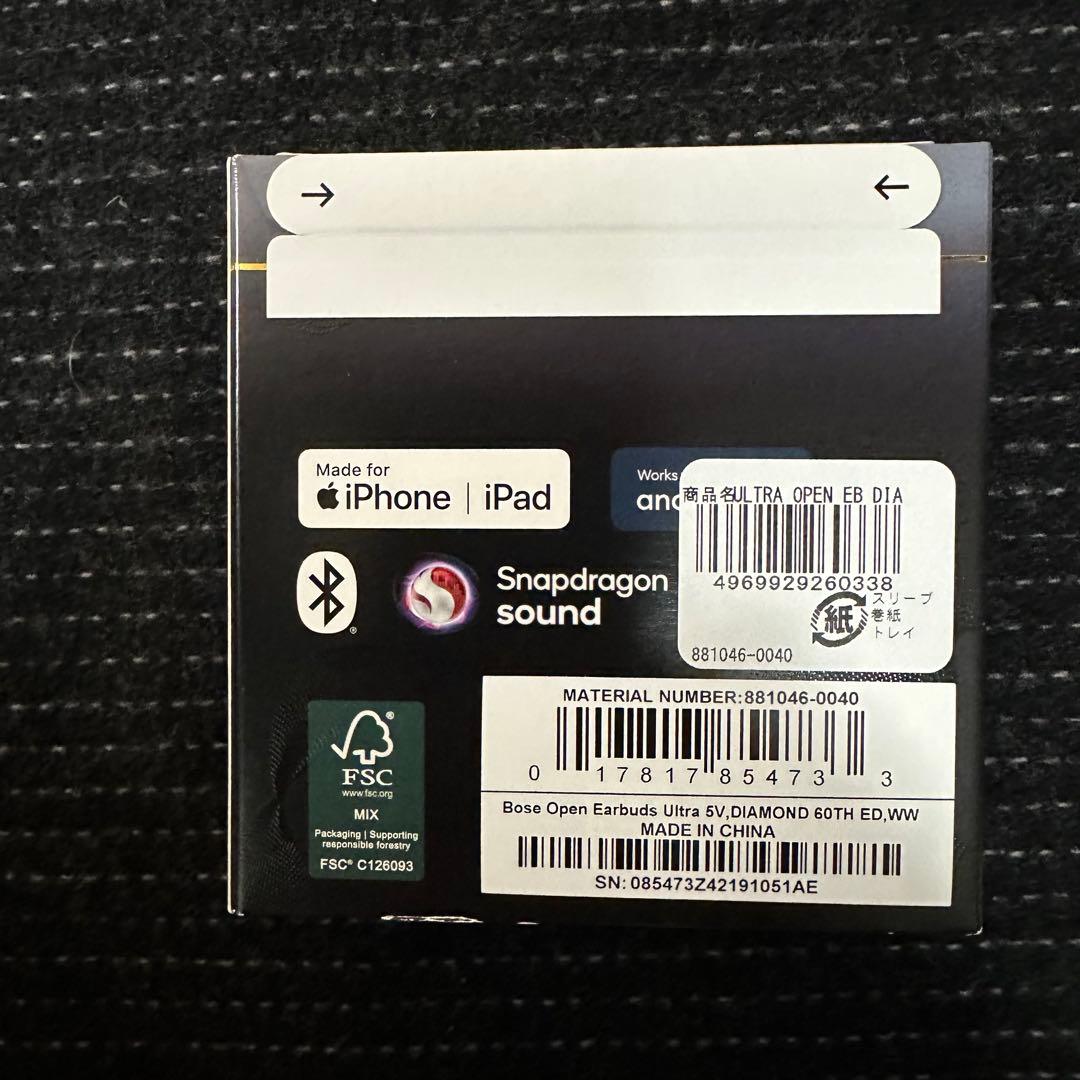 → ←
Made for
iPhone | iPad
Works
商品名ULTRA OPEN EB DIA
4969929260338
スリーブ
紙 巻紙
トレイ
881046-0040
Snapdragon
sound
MATERIAL NUMBER:881046-0040
0 17817 85473 3
Bose Open Earbuds Ultra 5V,DIAMOND 60TH ED,WW
MADE IN CHINA
SN: 085473Z42191051AE
FSC
www.fsc.org
MIX
Packaging | Supporting
responsible forestry
FSC® C126093